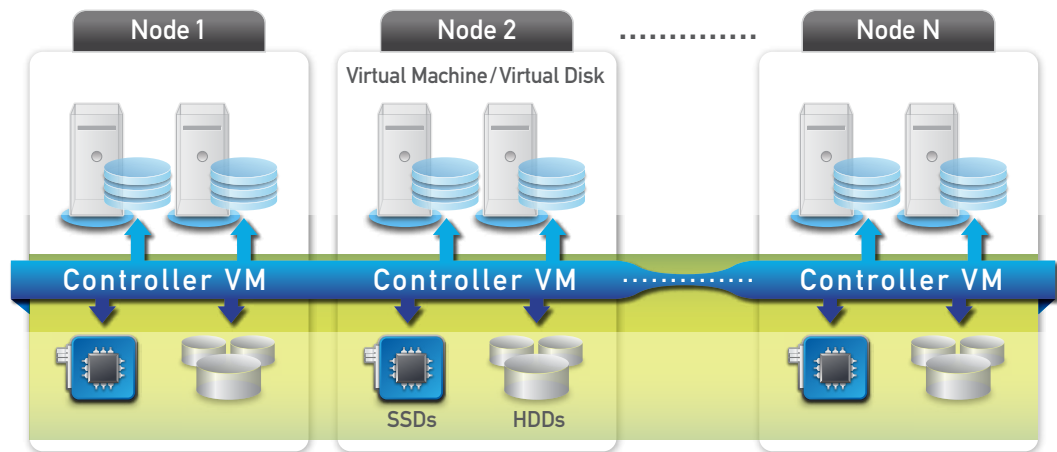 Node 1
Node 2
..............
Node N
Virtual Machine/Virtual Disk
Controller VM
Controller VM
..............
Controller VM
SSDs
HDDs